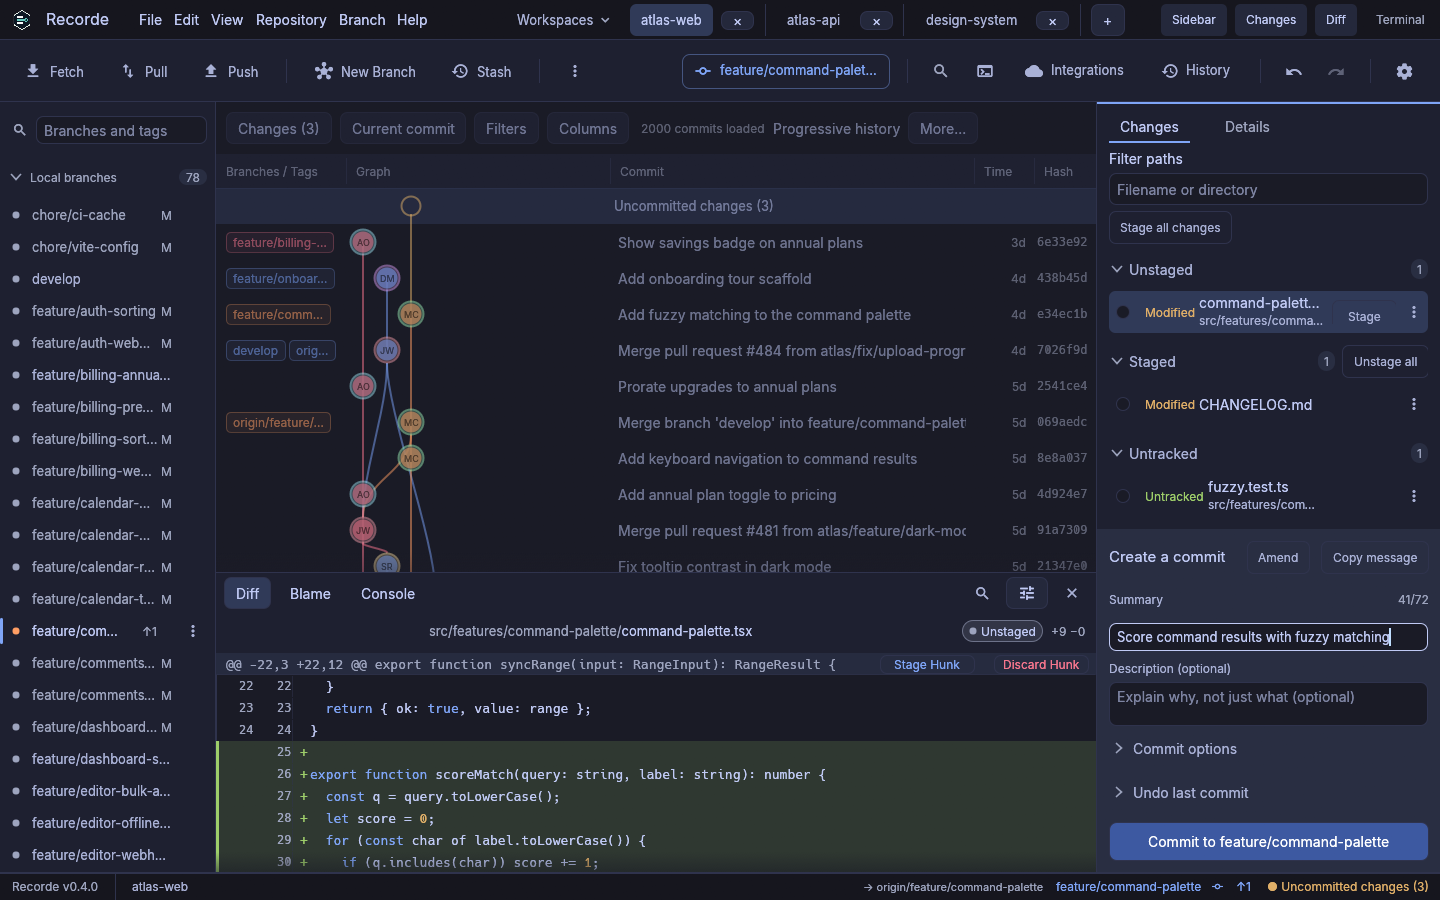 Recorde File Edit View Repository Branch Help Workspaces atlas-web × atlas-api × design-system × + Sidebar Changes Diff Terminal
Fetch Pull Push New Branch Stash feature/command-palet... Integrations History
Branches and tags
Local branches 78
chore/ci-cache M
chore/vite-config M
develop
feature/auth-sorting M
feature/auth-web... M
feature/billing-annua...
feature/billing-pre... M
feature/billing-sort... M
feature/billing-we... M
feature/calendar-... M
feature/calendar-... M
feature/calendar-r... M
feature/calendar-t... M
feature/com... ↑1
feature/comments... M
feature/comments... M
feature/dashboard... M
feature/dashboard-s...
feature/editor-bulk-a...
feature/editor-offline...
feature/editor-webh...
Changes (3) Current commit Filters Columns 2000 commits loaded Progressive history More...
Branches / Tags Graph Commit Time Hash
Uncommitted changes (3)
feature/billing-... AO Show savings badge on annual plans 3d 6e33e92
feature/onboar... DM Add onboarding tour scaffold 4d 438b45d
feature/comm... MC Add fuzzy matching to the command palette 4d e34ec1b
develop orig... JW Merge pull request #484 from atlas/fix/upload-progr 4d 7026f9d
AO Prorate upgrades to annual plans 5d 2541ce4
origin/feature/... MC Merge branch 'develop' into feature/command-palet 5d 069aedc
MC Add keyboard navigation to command results 5d 8e8a037
AO Add annual plan toggle to pricing 5d 4d924e7
JW Merge pull request #481 from atlas/feature/dark-moc 5d 91a7309
SR Fix tooltip contrast in dark mode 5d 21347e0
Diff Blame Console
src/features/command-palette/command-palette.tsx Unstaged +9 −0
@@ -22,3 +22,12 @@ export function syncRange(input: RangeInput): RangeResult { Stage Hunk Discard Hunk
22 22 }
23 23 return { ok: true, value: range };
24 24 }
25 +
26 +export function scoreMatch(query: string, label: string): number {
27 + const q = query.toLowerCase();
28 + let score = 0;
29 + for (const char of label.toLowerCase()) {
30 + if (q.includes(char)) score += 1;
Changes Details
Filter paths
Filename or directory
Stage all changes
Unstaged 1
Modified command-palett... src/features/comma... Stage
Staged 1 Unstage all
Modified CHANGELOG.md
Untracked 1
Untracked fuzzy.test.ts src/features/com...
Create a commit Amend Copy message
Summary 41/72
Score command results with fuzzy matching
Description (optional)
Explain why, not just what (optional)
Commit options
Undo last commit
Commit to feature/command-palette
Recorde v0.4.0 atlas-web → origin/feature/command-palette feature/command-palette ↑1 Uncommitted changes (3)